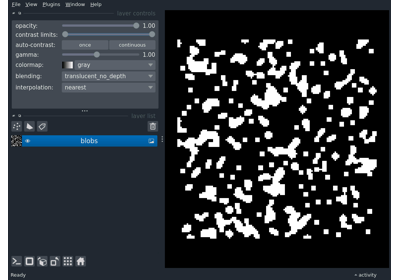 File View Plugins Window Help
layer controls
opacity: 1.00
contrast limits:
auto-contrast: once continuous
gamma: 1.00
colormap: gray
blending: translucent_no_depth
interpolation: nearest
layer list
blobs
Ready activity